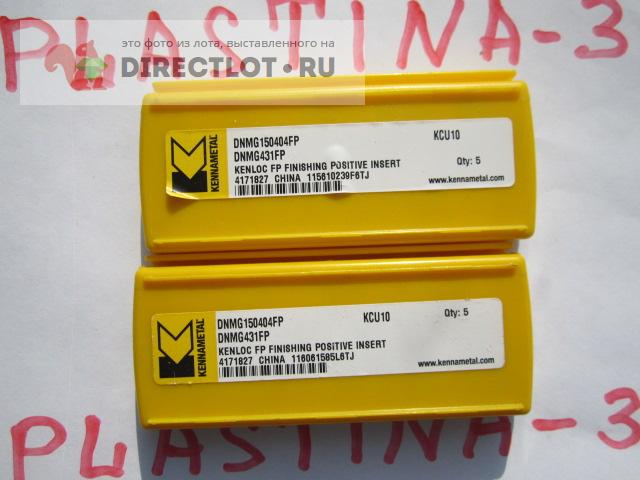 PLASTINA-3
это фото из лота, выставленного на
DIRECTLOT.RU
KENNAMETAL
DNMG150404FP KCU10
DNMG431FP
KENLOC FP FINISHING POSITIVE INSERT Qty: 5
4171827 CHINA 115610239F6TJ
www.kennametal.com
KENNAMETAL
DNMG150404FP KCU10 Qty: 5
DNMG431FP
KENLOC FP FINISHING POSITIVE INSERT
4171827 CHINA 116061585L6TJ
www.kennametal.com
PLASTINA-3